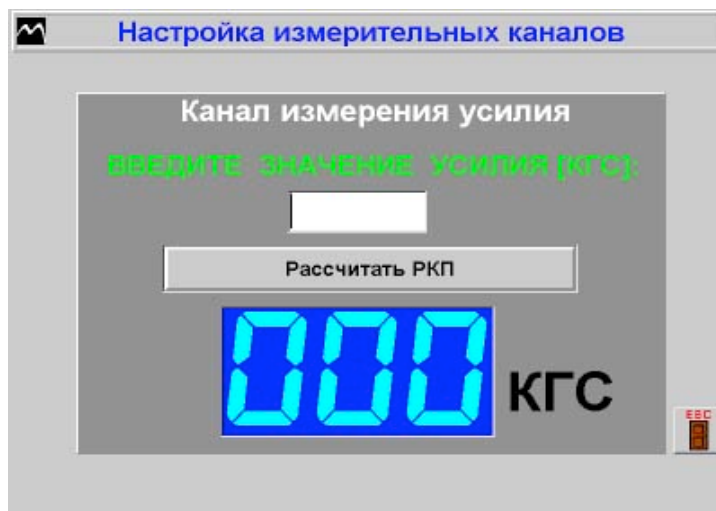 Настройка измерительных каналов
Канал измерения усилия
ВВЕДИТЕ ЗНАЧЕНИЕ УСИЛИЯ [КГС]:
Рассчитать РКП
000 КГС
ESC